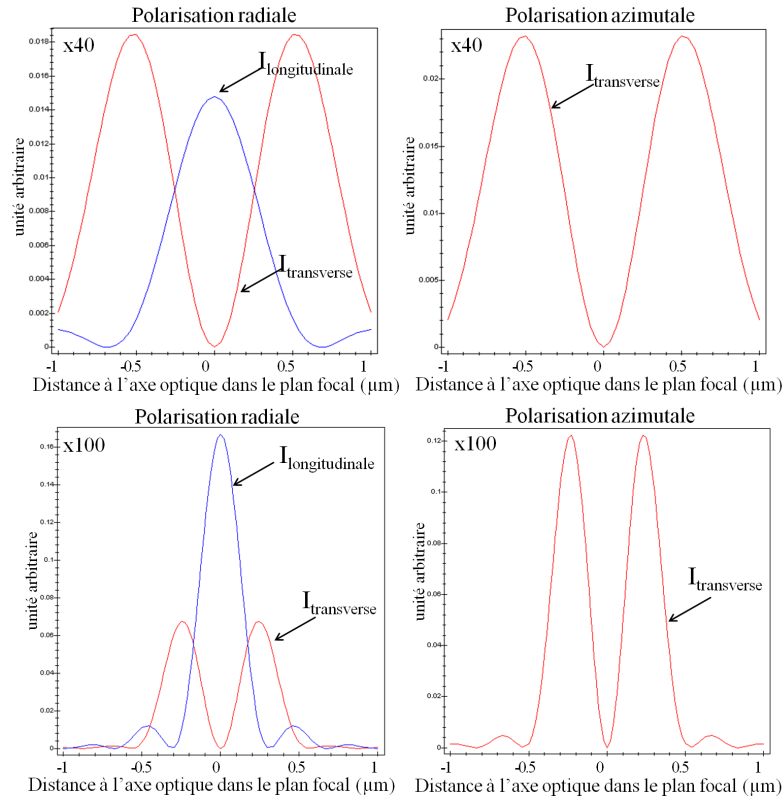 Polarisation radiale
x40
I longitudinale
I transverse
unité arbitraire
0.018
0.016
0.014
0.012
0.01
0.008
0.006
0.004
0.002
0
-1
-0.5
0
0.5
1
Distance à l'axe optique dans le plan focal (µm)
Polarisation azimutale
x40
I transverse
unité arbitraire
0.02
0.015
0.01
0.005
0
-1
-0.5
0
0.5
1
Distance à l'axe optique dans le plan focal (µm)
Polarisation radiale
x100
I longitudinale
I transverse
unité arbitraire
0.16
0.14
0.12
0.1
0.08
0.06
0.04
0.02
0
-1
-0.5
0
0.5
1
Distance à l'axe optique dans le plan focal (µm)
Polarisation azimutale
x100
I transverse
unité arbitraire
0.12
0.1
0.08
0.06
0.04
0.02
0
-1
-0.5
0
0.5
1
Distance à l'axe optique dans le plan focal (µm)